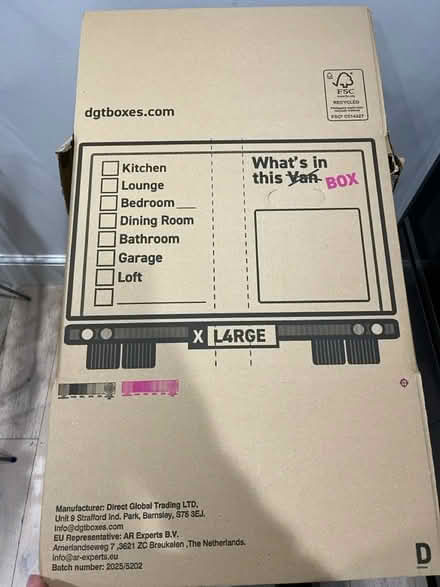 dgtboxes.com
FSC
RECYCLED
Kitchen
Lounge
Bedroom ___
Dining Room
Bathroom
Garage
Loft
What's in
this Van BOX
X L4RGE
Manufacturer: Direct Global Trading LTD,
Unit 9 Strafford Ind. Park, Barnsley, S75 3EJ.
info@dgtboxes.com
EU Representative: AR Experts B.V.
Amerlandseweg 7 ,3621 ZC Breukelen ,The Netherlands.
info@ar-experts.eu
Batch number: 2025/5202
D